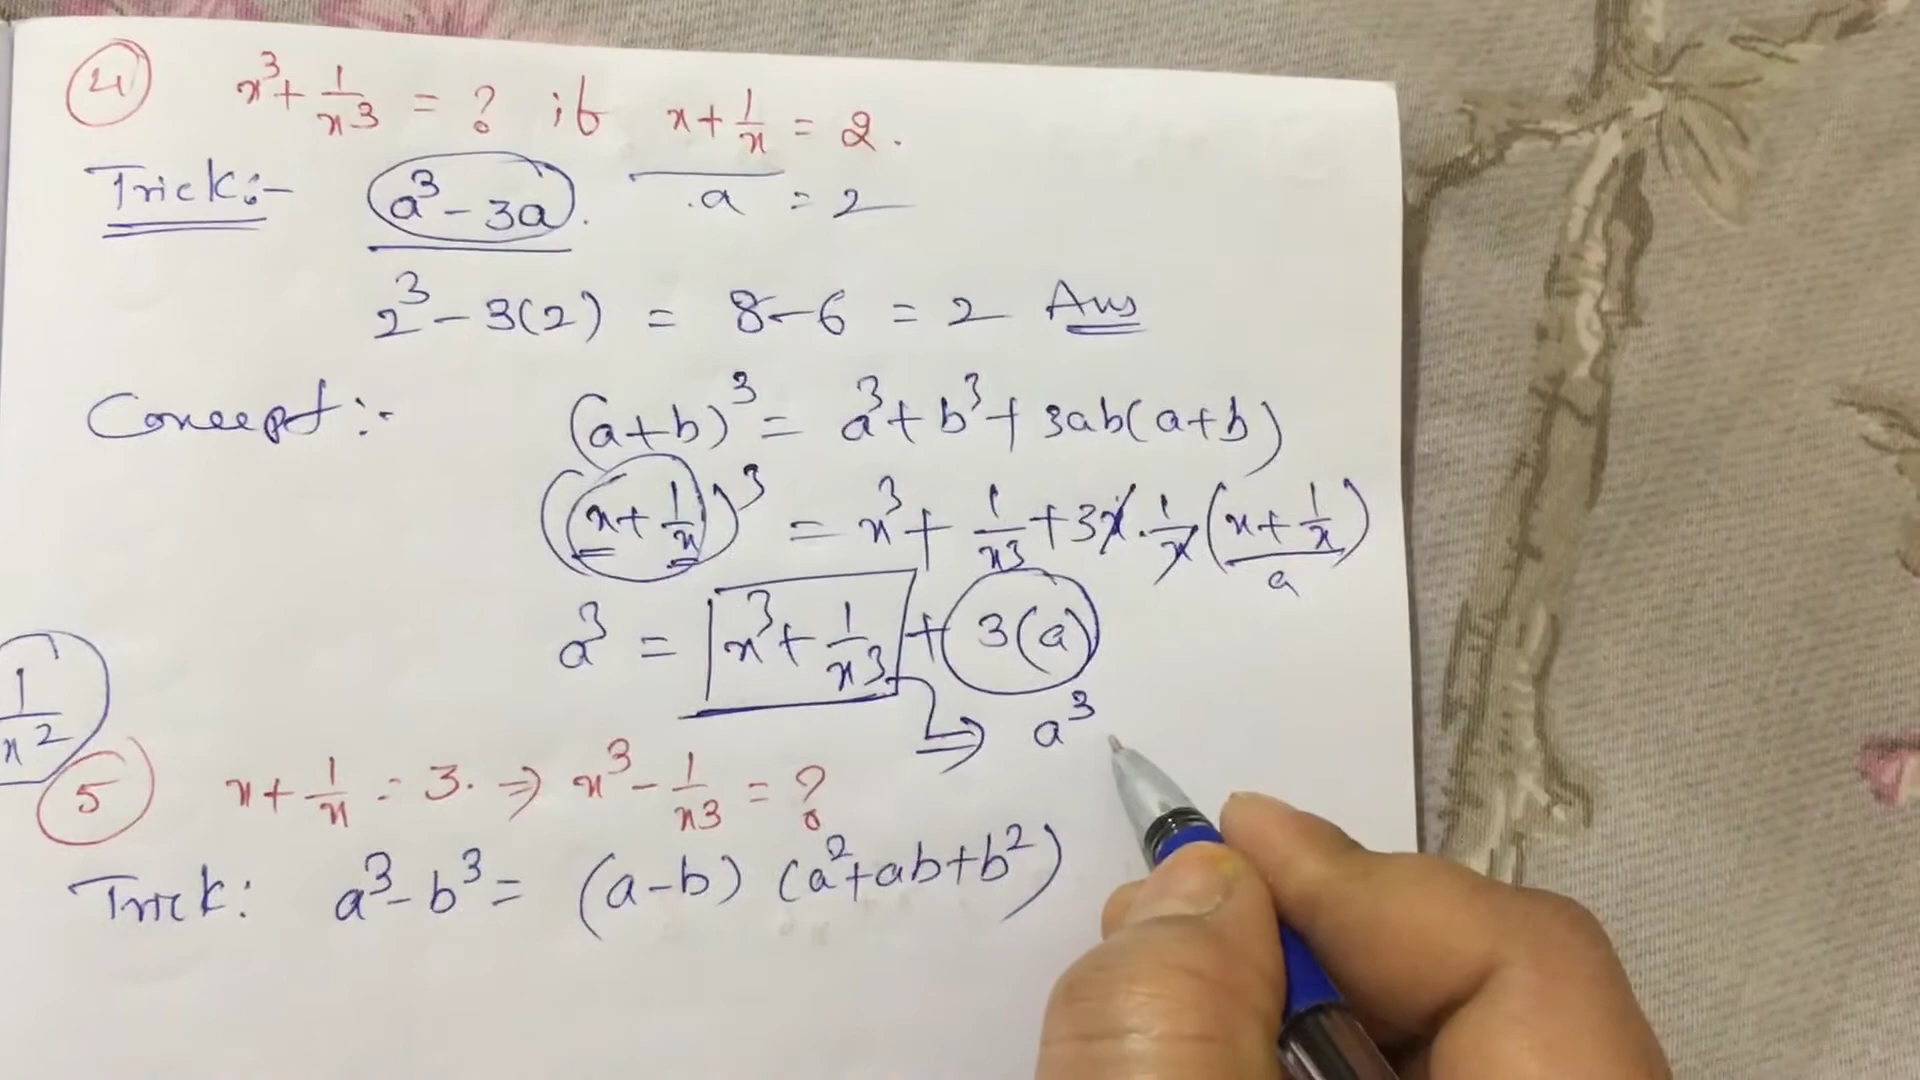 4 x³ + 1/x³ = ? if x + 1/x = 2.
Trick:- a³ - 3a. a = 2
2³ - 3(2) = 8 - 6 = 2 Ans
Concept:- (a+b)³ = a³ + b³ + 3ab(a+b)
(x + 1/x)³ = x³ + 1/x³ + 3x · 1/x (x + 1/x)
a
a³ = x³ + 1/x³ + 3(a)
⇒ a³
1/x²
5 x + 1/x = 3. ⇒ x³ - 1/x³ = ?
Trick: a³ - b³ = (a-b) (a² + ab + b²)